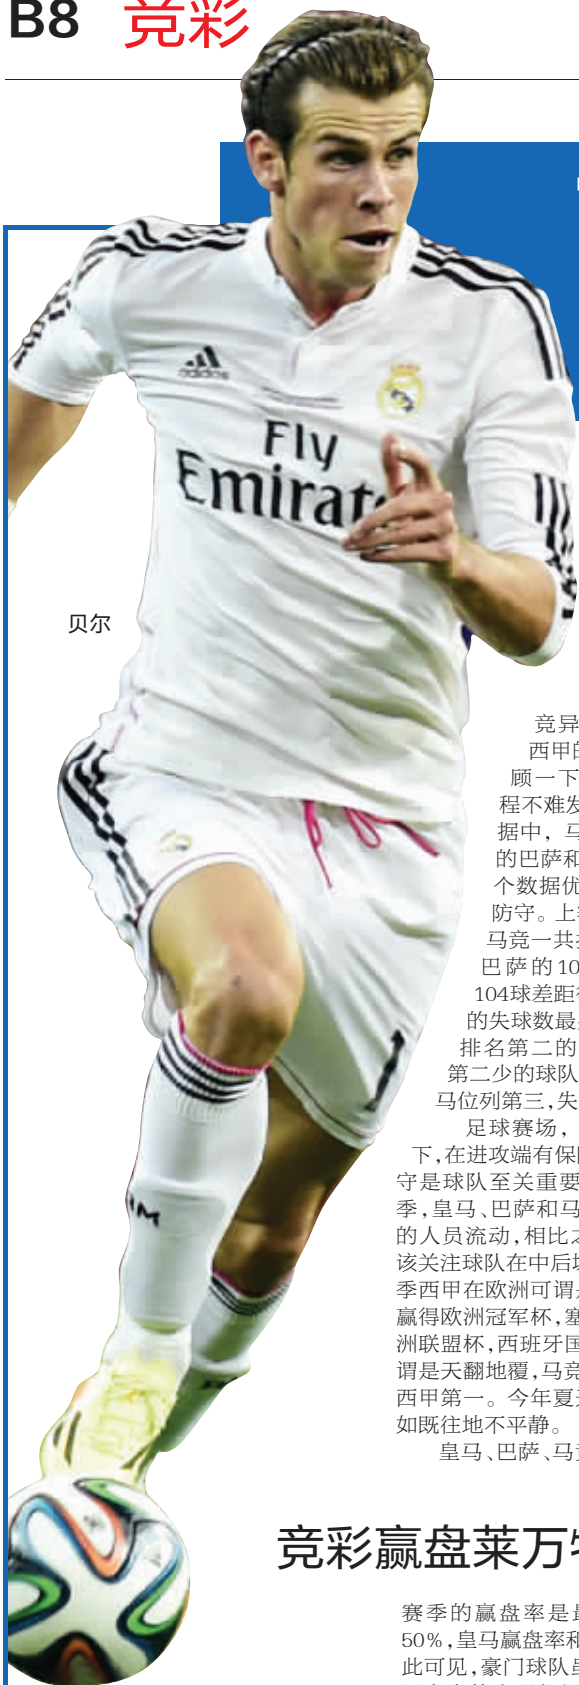 B8 竞彩
adidas
Fly
Emirat
贝尔
竞异
西甲的
顾一下
程不难发
据中，马
的巴萨和
个数据优
防守。上
马竞一共
巴萨的10
104球差距
的失球数最
排名第二的
第二少的球队
马位列第三，失
足球赛场，
下，在进攻端有保
守是球队至关重要
季，皇马、巴萨和马
的人员流动，相比之
该关注球队在中后
季西甲在欧洲可谓
赢得欧洲冠军杯，塞
洲联盟杯，西班牙国
谓是天翻地覆，马竞
西甲第一。今年夏
如既往地不平静。
皇马、巴萨、马
1
竞彩赢盘莱万
赛季的赢盘率是
50%，皇马赢盘率和
此可见，豪门球队